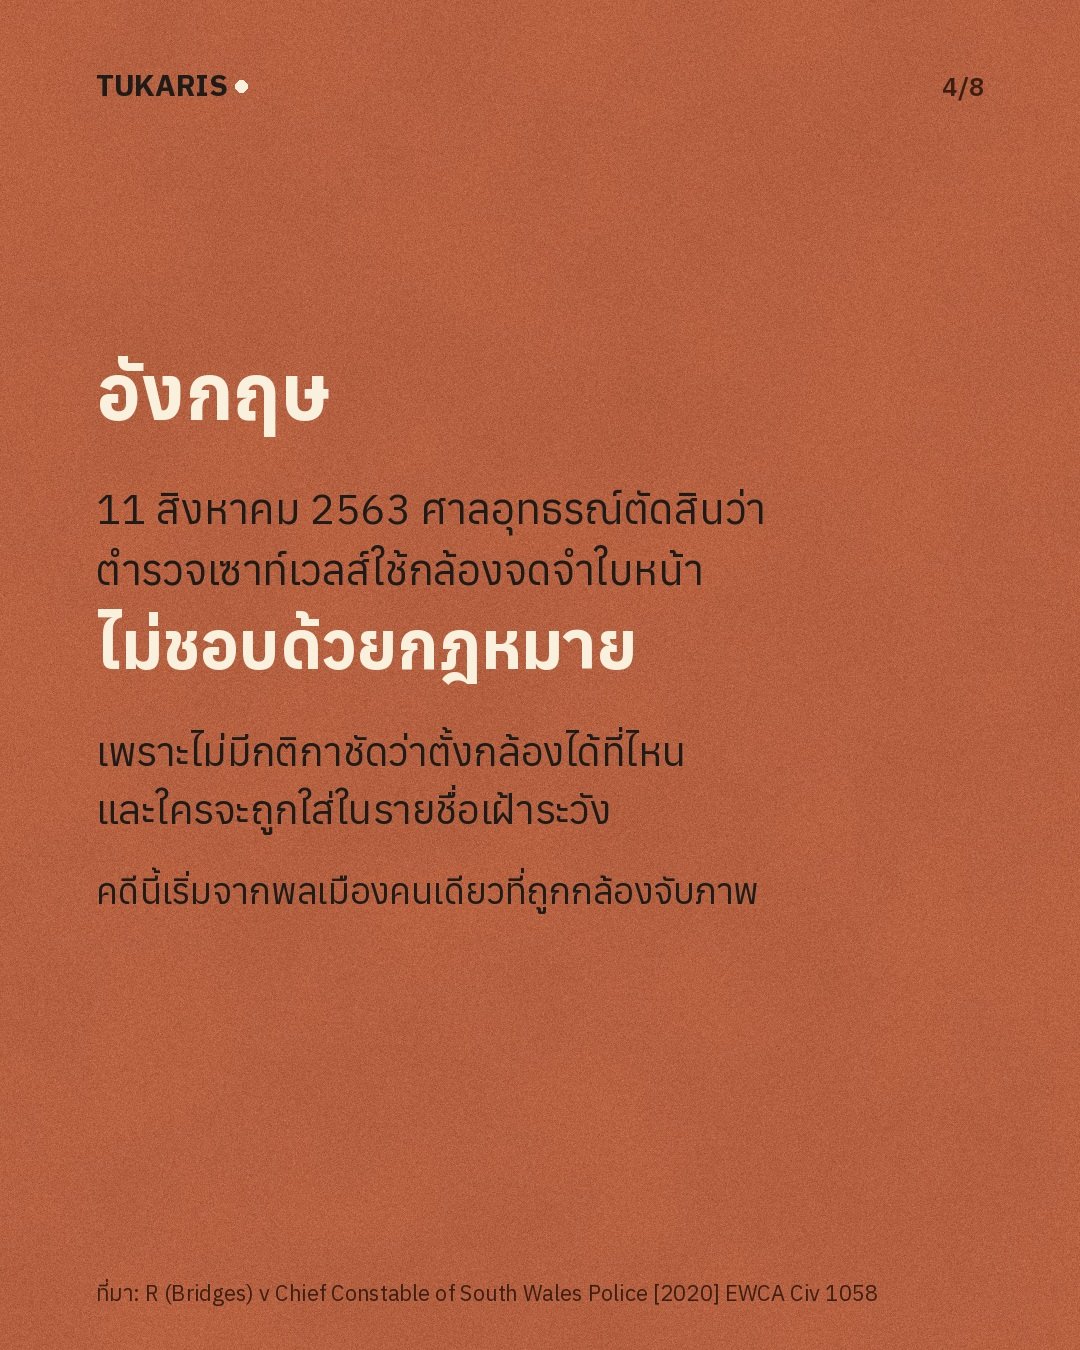 TUKARIS
4/8
อังกฤษ
11 สิงหาคม 2563 ศาลอุทธรณ์ตัดสินว่า
ตำรวจเซาท์เวลส์ใช้กล้องจดจำใบหน้า
ไม่ชอบด้วยกฎหมาย
เพราะไม่มีกติกาชัดว่าตั้งกล้องได้ที่ไหน
และใครจะถูกใส่ในรายชื่อเฝ้าระวัง
คดีนี้เริ่มจากพลเมืองคนเดียวที่ถูกกล้องจับภาพ
ที่มา: R (Bridges) v Chief Constable of South Wales Police [2020] EWCA Civ 1058